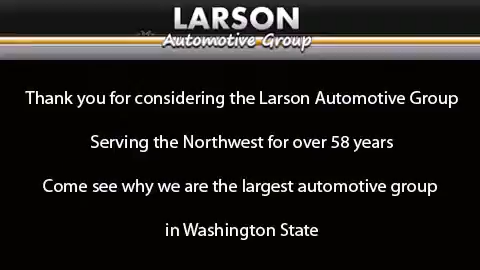 LARSON
Automotive Group
Thank you for considering the Larson Automotive Group
Serving the Northwest for over 58 years
Come see why we are the largest automotive group
in Washington State